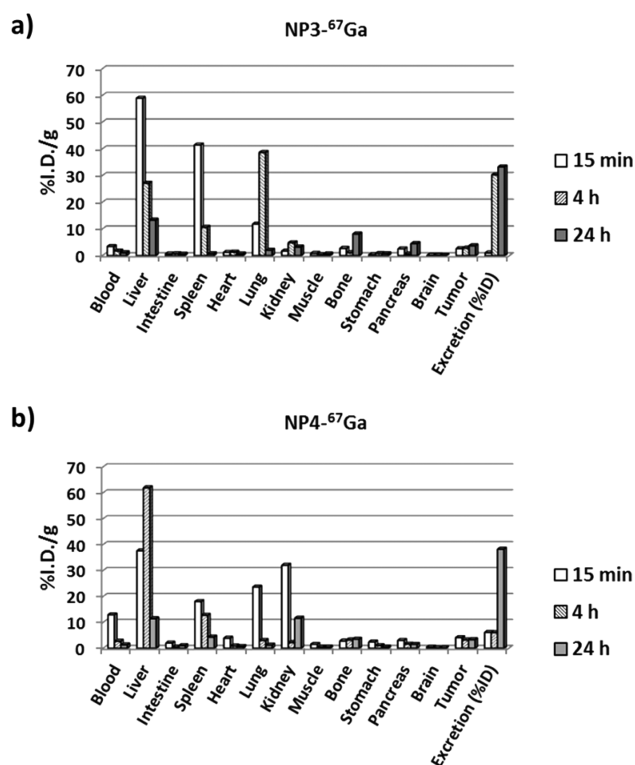 a)
NP3-⁶⁷Ga
%I.D./g
70
60
50
40
30
20
10
0
Blood
Liver
Intestine
Spleen
Heart
Lung
Kidney
Muscle
Bone
Stomach
Pancreas
Brain
Tumor
Excretion (%ID)
15 min
4 h
24 h
b)
NP4-⁶⁷Ga
%I.D./g
70
60
50
40
30
20
10
0
Blood
Liver
Intestine
Spleen
Heart
Lung
Kidney
Muscle
Bone
Stomach
Pancreas
Brain
Tumor
Excretion (%ID)
15 min
4 h
24 h